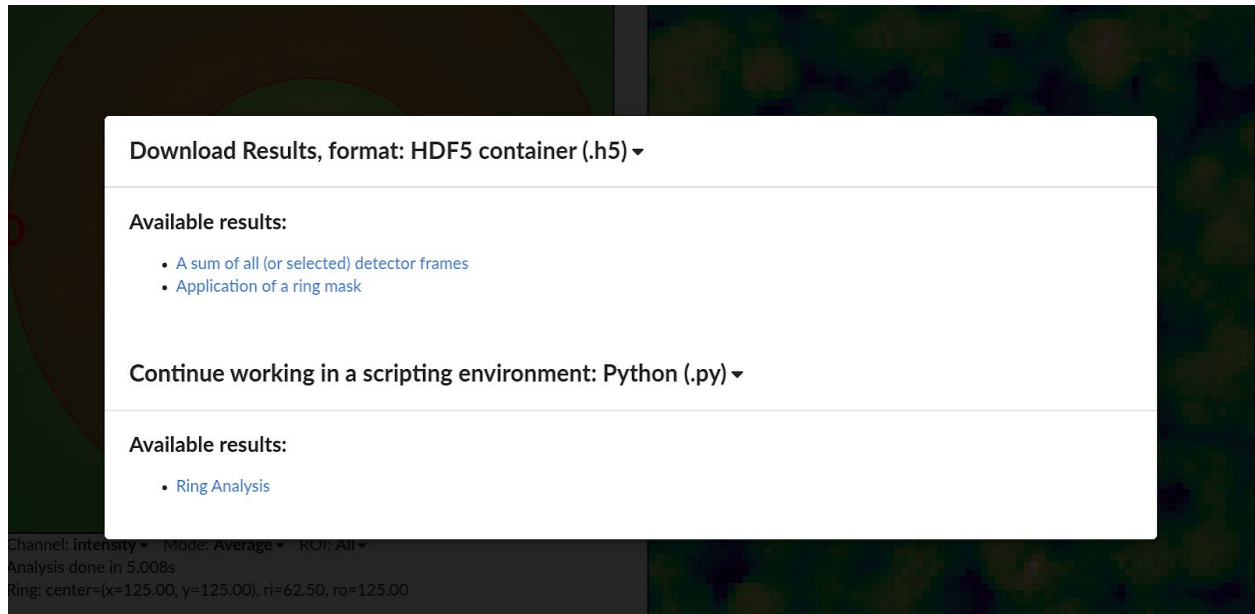 Download Results, format: HDF5 container (.h5)
Available results:
A sum of all (or selected) detector frames
Application of a ring mask
Continue working in a scripting environment: Python (.py)
Available results:
Ring Analysis
Channel: intensity Mode: Average ROI: All
Analysis done in 5.008s
Ring: center=(x=125.00, y=125.00), ri=62.50, ro=125.00